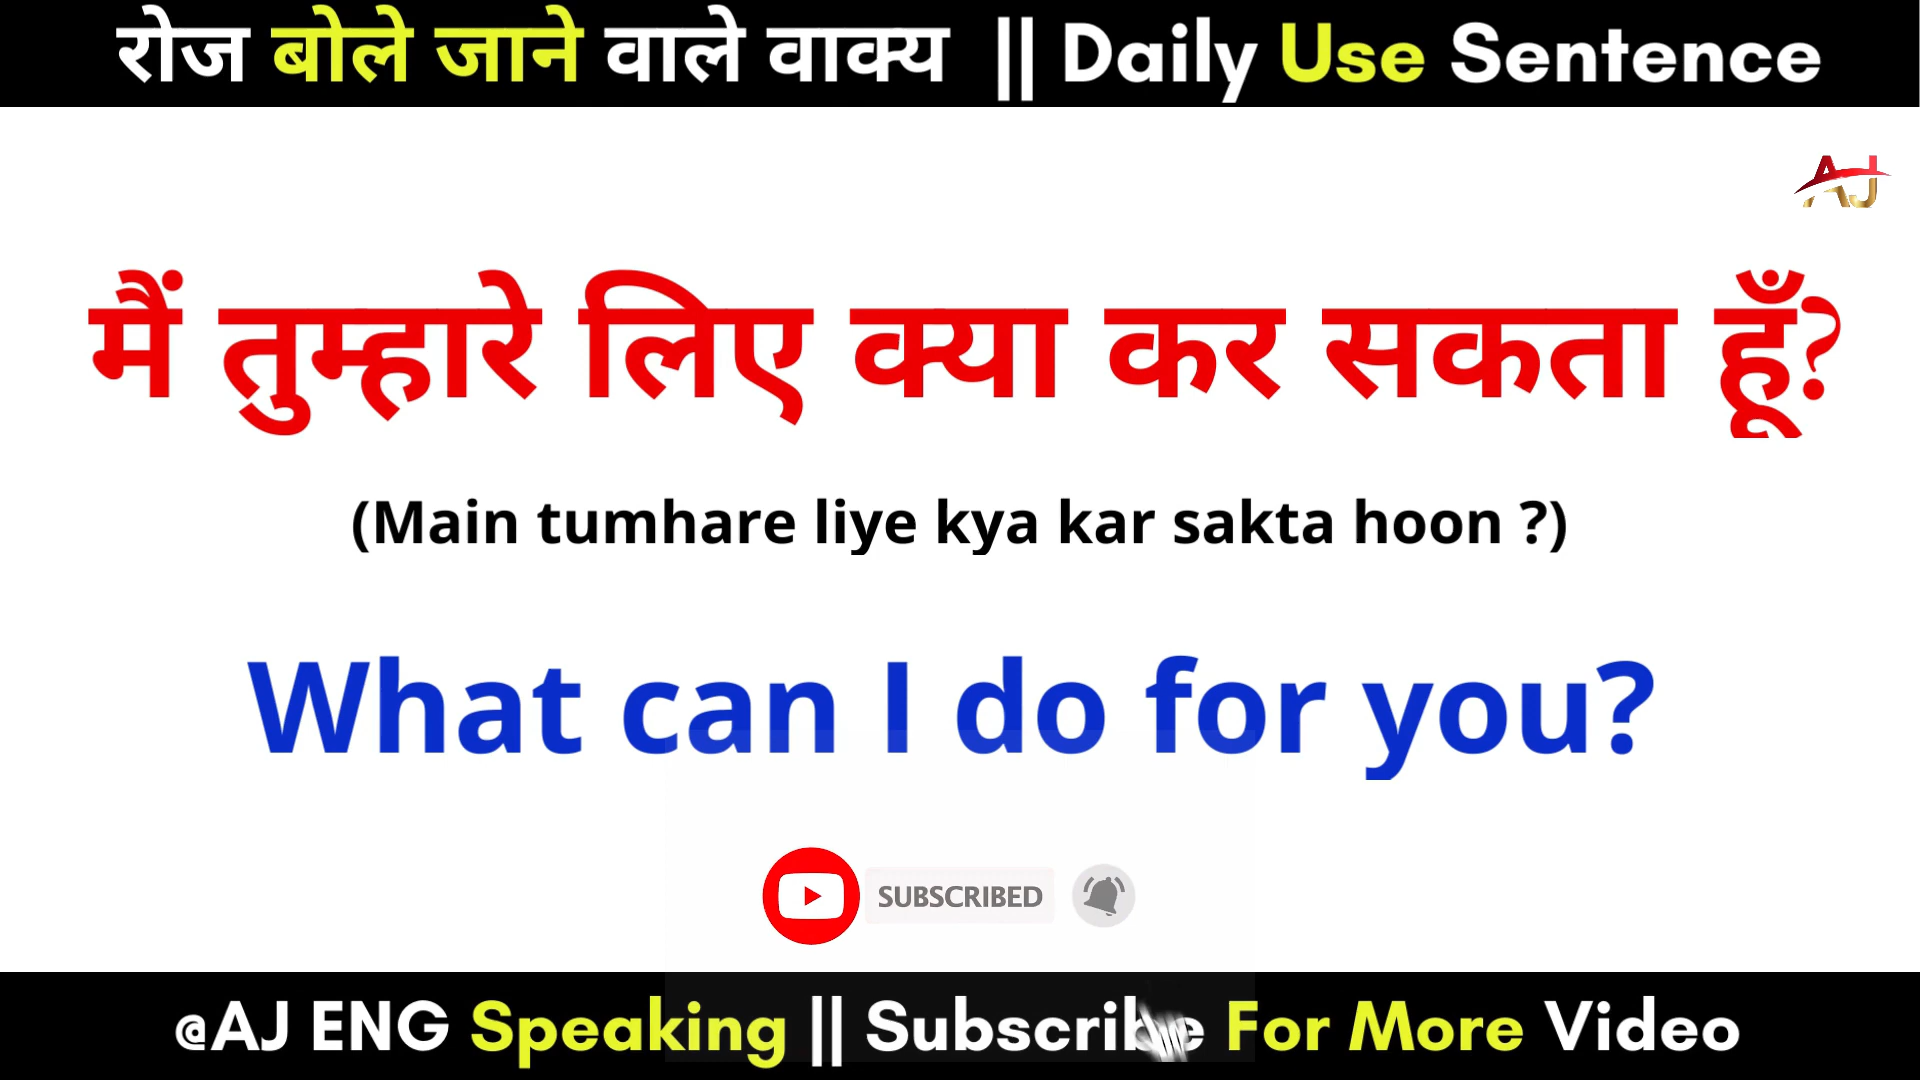 रोज बोले जाने वाले वाक्य || Daily Use Sentence
AJ
मैं तुम्हारे लिए क्या कर सकता हूँ?
(Main tumhare liye kya kar sakta hoon ?)
What can I do for you?
SUBSCRIBED
@AJ ENG Speaking || Subscribe For More Video